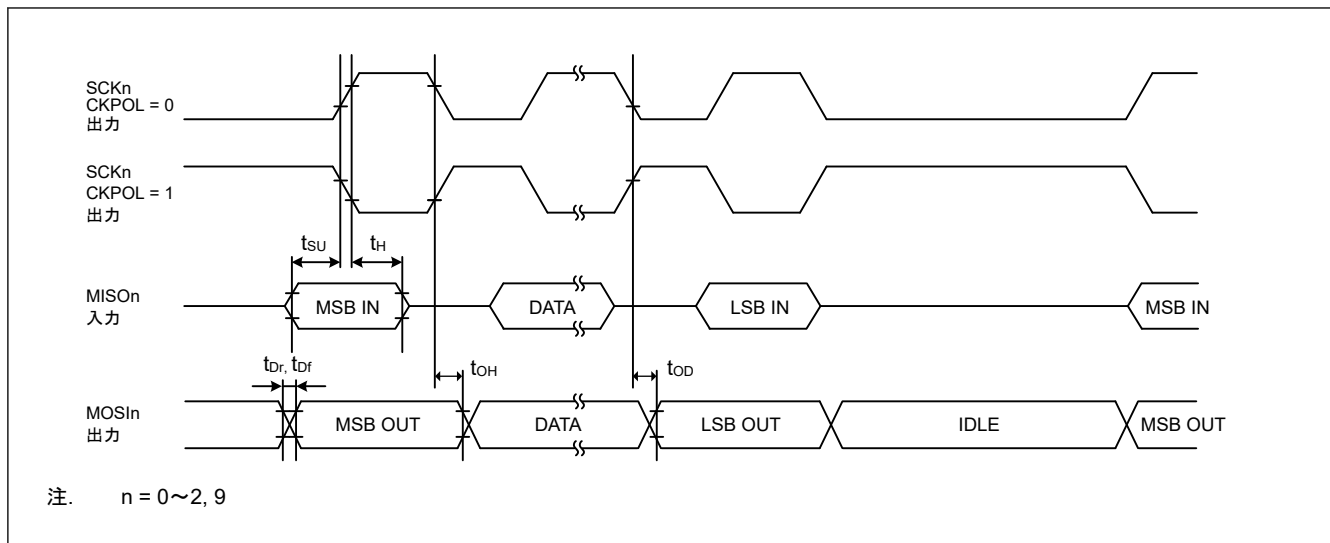 SCKn
CKPOL = 0
出力
SCKn
CKPOL = 1
出力
tSU
tH
MISOn
入力
MSB IN
DATA
LSB IN
MSB IN
tDr, tDf
tOH
tOD
MOSIn
出力
MSB OUT
DATA
LSB OUT
IDLE
MSB OUT
注. n = 0～2, 9